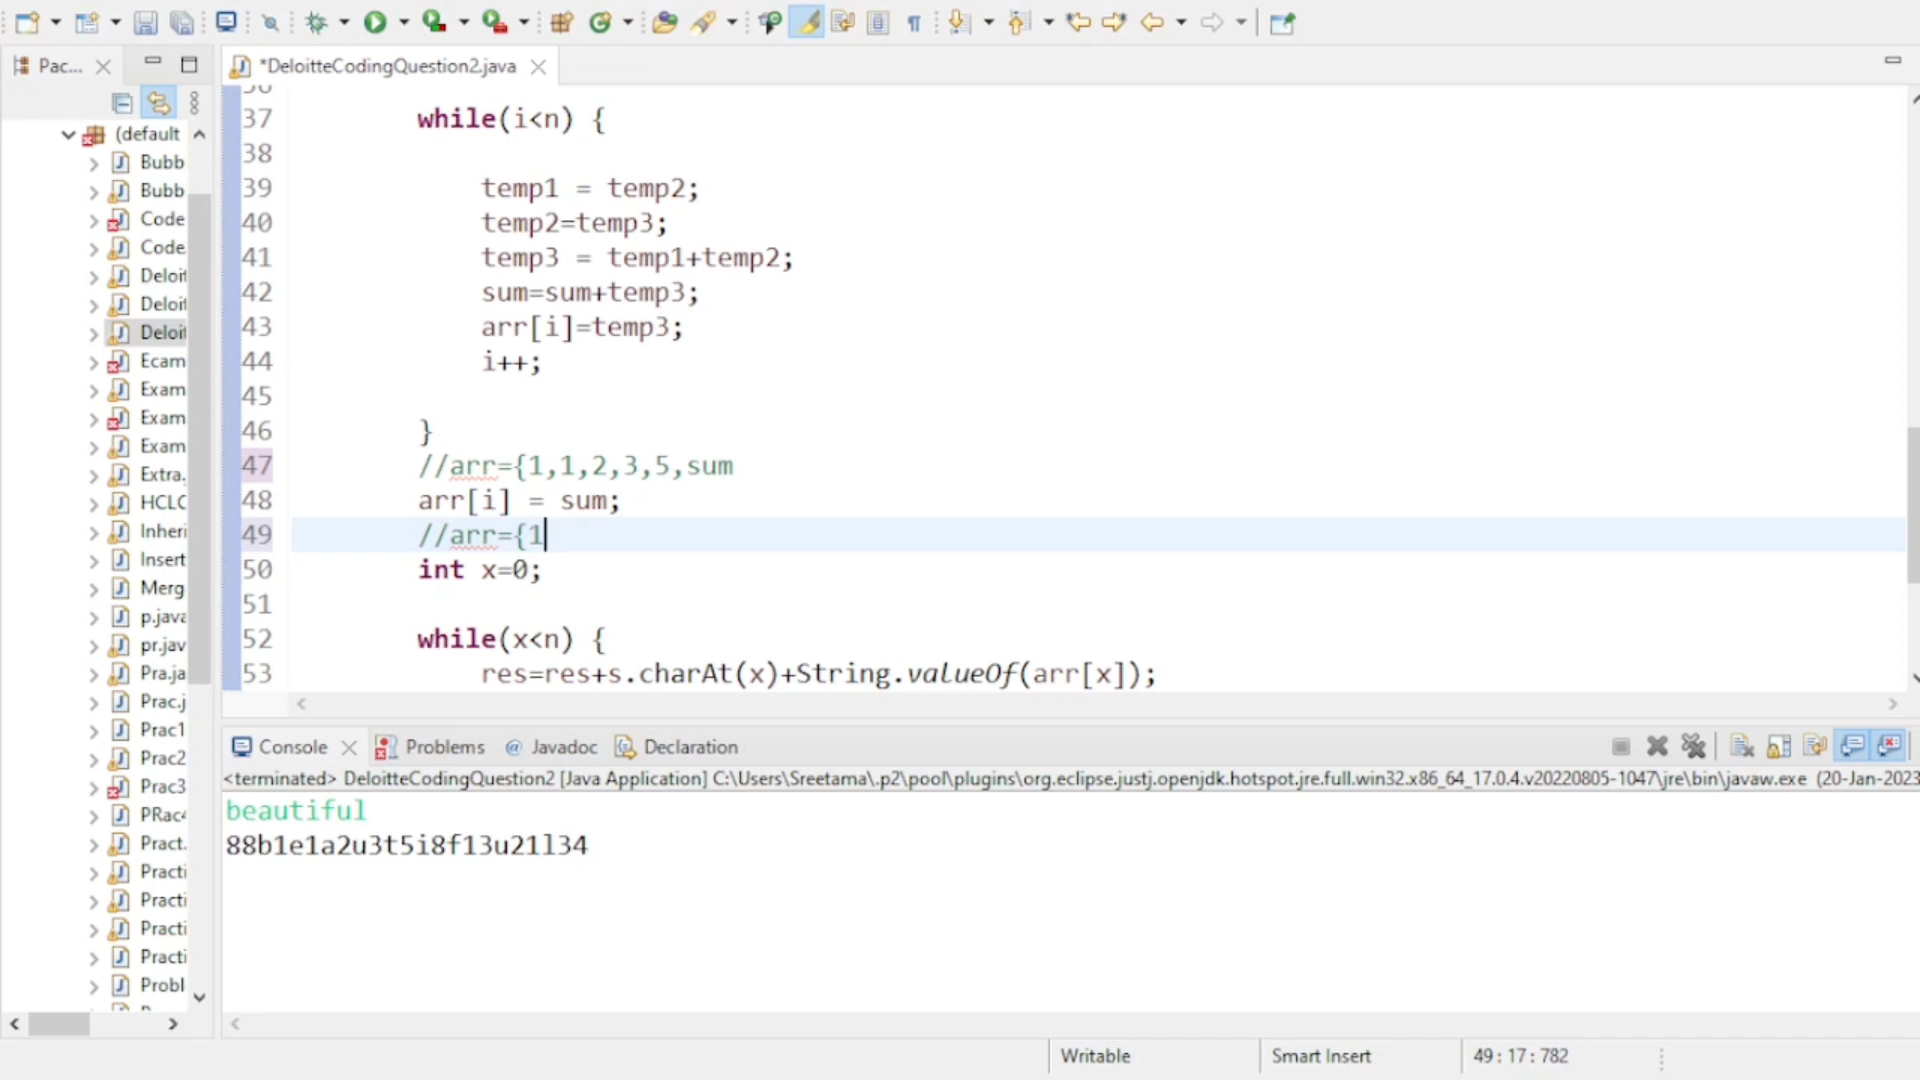 Pac...
*DeloitteCodingQuestion2.java
(default
Bubb
Bubb
Code
Code
Deloit
Deloit
Deloit
Ecam
Exam
Exam
Exam
Extra.
HCLC
Inheri
Insert
Merg
p.java
pr.jav
Pra.ja
Prac.j
Prac1
Prac2
Prac3
PRac4
Pract.
Practi
Practi
Practi
Practi
Probl
37 while(i<n) {
38
39 temp1 = temp2;
40 temp2=temp3;
41 temp3 = temp1+temp2;
42 sum=sum+temp3;
43 arr[i]=temp3;
44 i++;
45
46 }
47 //arr={1,1,2,3,5,sum
48 arr[i] = sum;
49 //arr={1
50 int x=0;
51
52 while(x<n) {
53 res=res+s.charAt(x)+String.valueOf(arr[x]);
Console Problems @ Javadoc Declaration
<terminated> DeloitteCodingQuestion2 [Java Application] C:\Users\Sreetama\.p2\pool\plugins\org.eclipse.justj.openjdk.hotspot.jre.full.win32.x86_64_17.0.4.v20220805-1047\jre\bin\javaw.exe (20-Jan-2023
beautiful
88b1e1a2u3t5i8f13u21l34
Writable Smart Insert 49 : 17 : 782